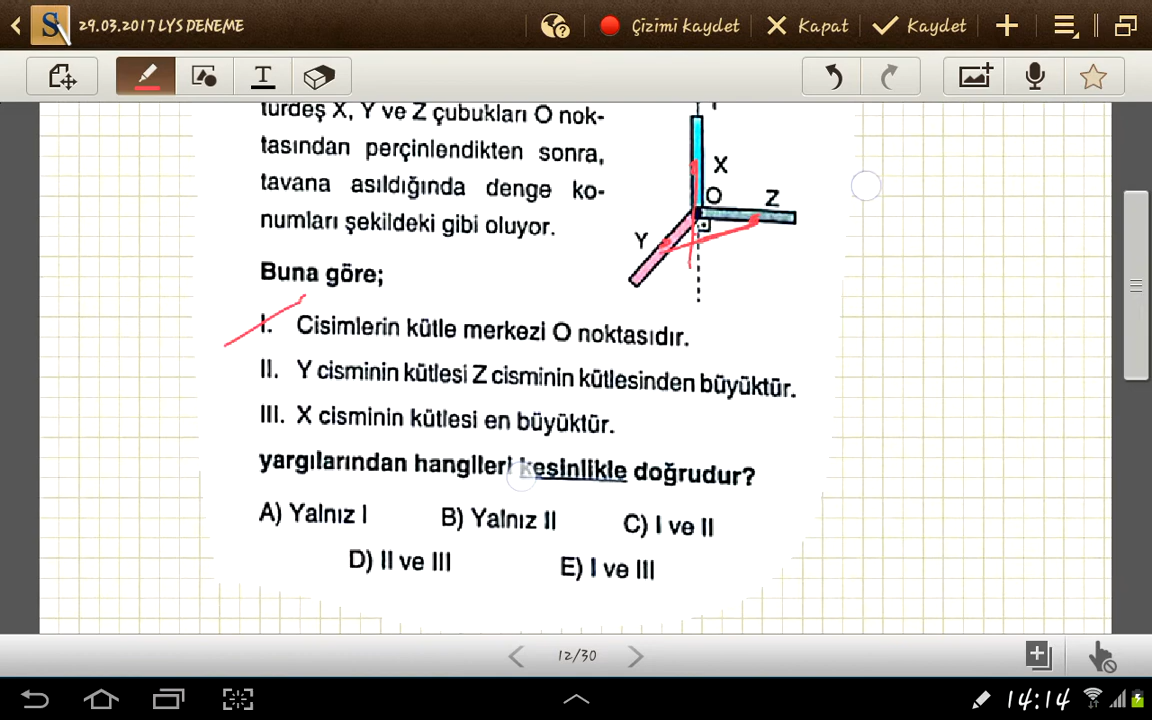 29.03.2017 LYS DENEME
Çizimi kaydet
Kapat
Kaydet
türdeş X, Y ve Z çubukları O nok-
tasından perçinlendikten sonra,
tavana asıldığında denge ko-
numları şekildeki gibi oluyor.
X
O
Z
Y
Buna göre;
I. Cisimlerin kütle merkezi O noktasıdır.
II. Y cisminin kütlesi Z cisminin kütlesinden büyüktür.
III. X cisminin kütlesi en büyüktür.
yargılarından hangileri kesinlikle doğrudur?
A) Yalnız I B) Yalnız II C) I ve II
D) II ve III E) I ve III
12/30
14:14